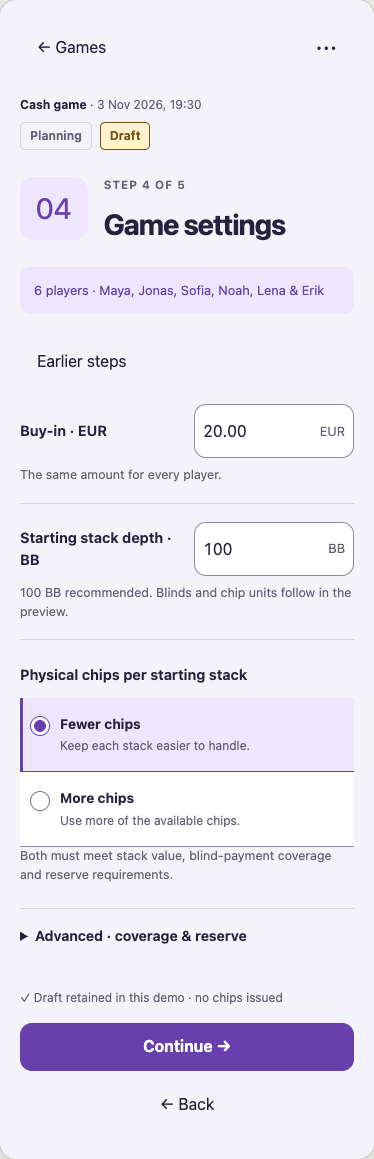 ← Games
...
Cash game · 3 Nov 2026, 19:30
Planning
Draft
04
STEP 4 OF 5
Game settings
6 players · Maya, Jonas, Sofia, Noah, Lena & Erik
Earlier steps
Buy-in · EUR
20.00
EUR
The same amount for every player.
Starting stack depth ·
BB
100
BB
100 BB recommended. Blinds and chip units follow in the
preview.
Physical chips per starting stack
Fewer chips
Keep each stack easier to handle.
More chips
Use more of the available chips.
Both must meet stack value, blind-payment coverage
and reserve requirements.
▶ Advanced · coverage & reserve
✓ Draft retained in this demo · no chips issued
Continue →
← Back